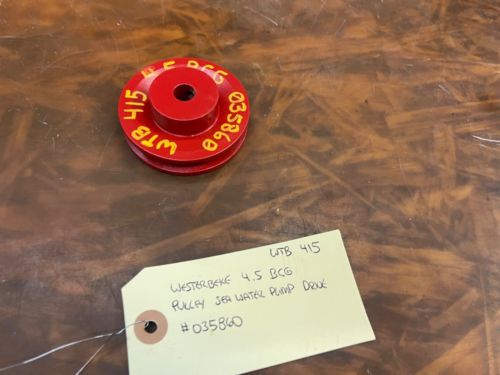 WTB 415 4.5 BCG 035860
WTB 415
WESTERBEKE 4.5 BCG
PULLEY SEA WATER PUMP DRIVE
#035860